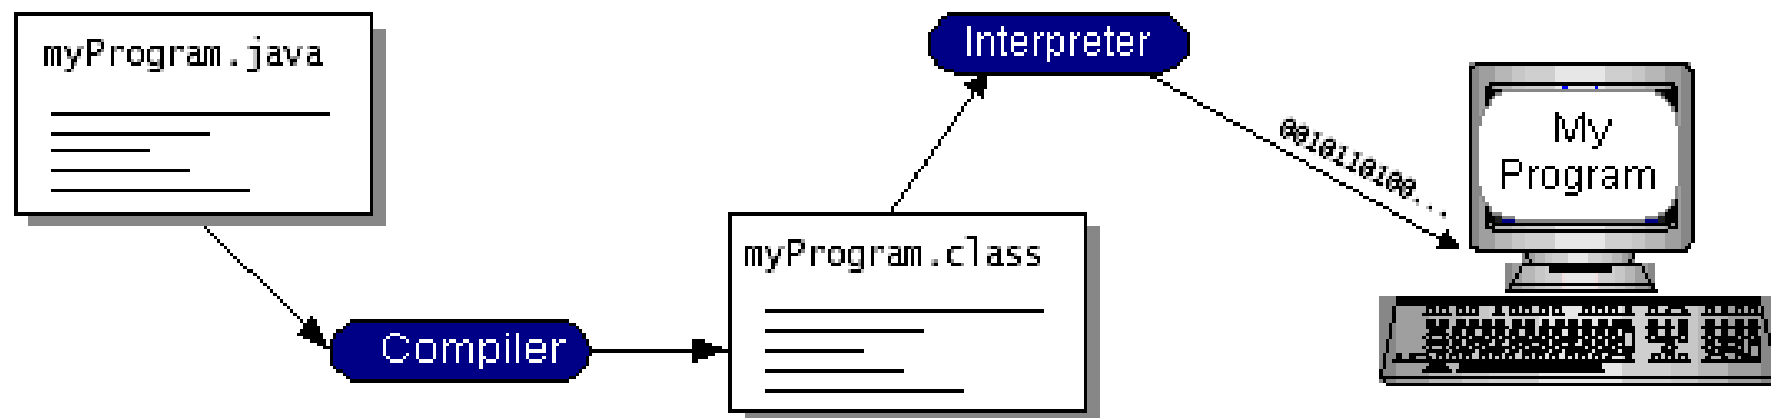 myProgram.java
Compiler
myProgram.class
Interpreter
0010110100...
My
Program